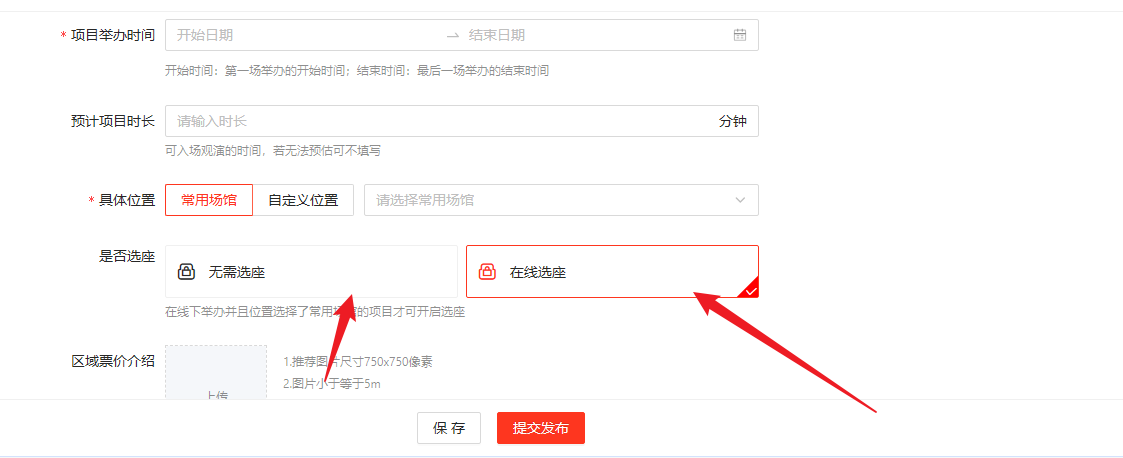 * 项目举办时间 开始日期 → 结束日期
开始时间：第一场举办的开始时间；结束时间：最后一场举办的结束时间
预计项目时长 请输入时长 分钟
可入场观演的时间，若无法预估可不填写
* 具体位置 常用场馆 自定义位置 请选择常用场馆
是否选座 无需选座 在线选座
在线下举办并且位置选择了常用场馆的项目才可开启选座
区域票价介绍 1.推荐图片尺寸750x750像素
2.图片小于等于5m
上传
保 存 提交发布